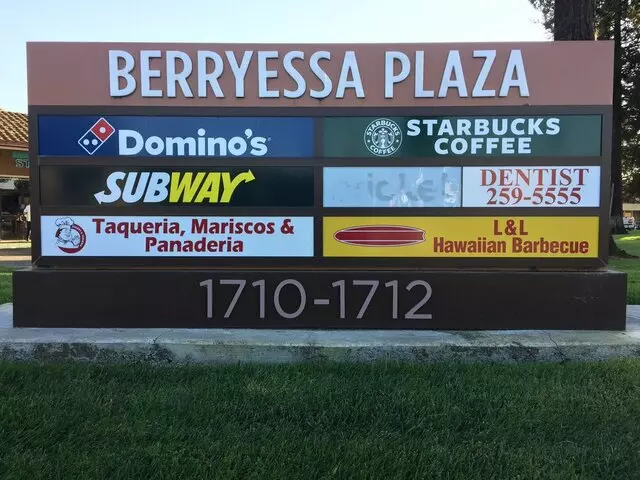 BERRYESSA PLAZA
Domino's
STARBUCKS
COFFEE
SUBWAY
DENTIST
259-5555
Taqueria, Mariscos &
Panaderia
L&L
Hawaiian Barbecue
1710-1712